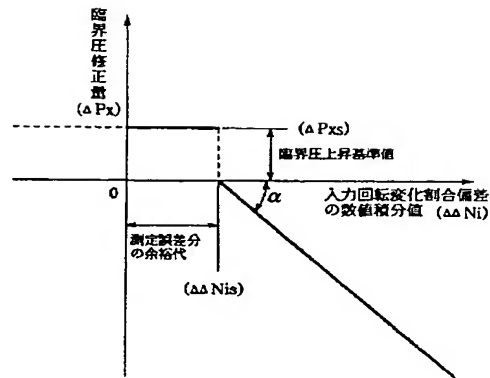 臨界圧修正量
(ΔPx)
(ΔPxs)
臨界圧上昇基準値
0
α
入力回転変化割合偏差
の数値積分値 (ΔΔNi)
測定誤差分
の余裕代
(ΔΔNis)